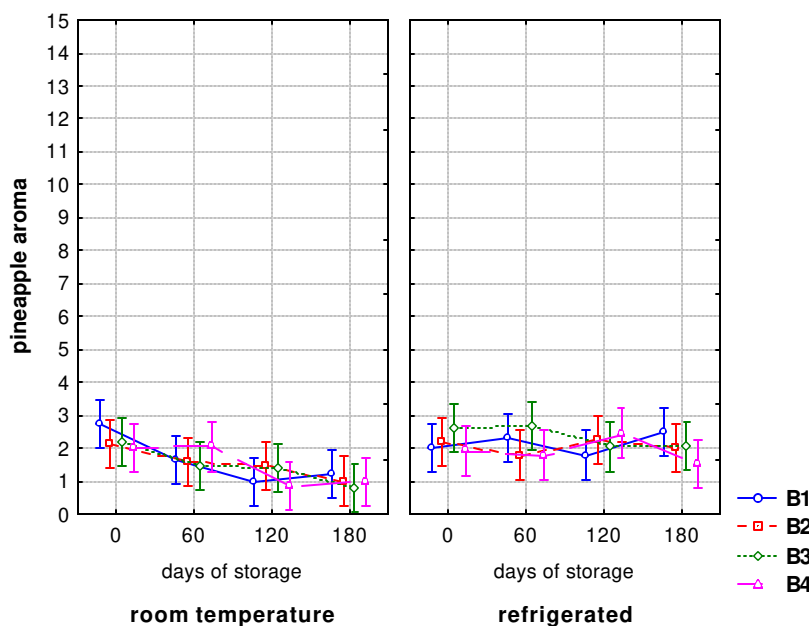 15
14
13
12
11
10
9
8
7
6
5
4
3
2
1
0
pineapple aroma
0 60 120 180
0 60 120 180
days of storage
days of storage
room temperature
refrigerated
B1
B2
B3
B4